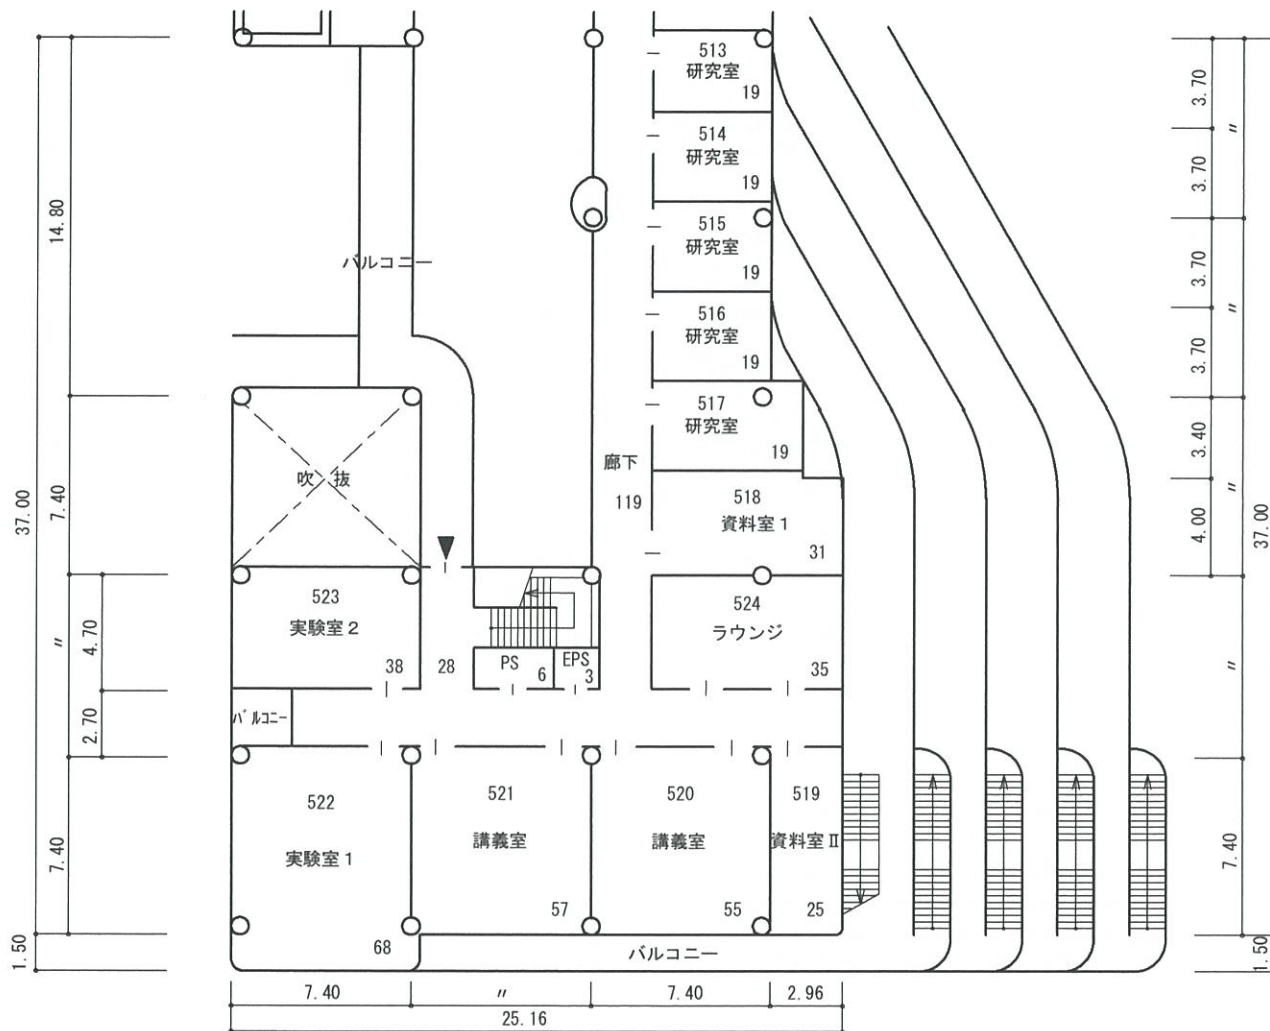 513
研究室
19
514
研究室
19
515
研究室
19
516
研究室
19
517
研究室
19
518
資料室1
31
バルコニー
吹抜
廊下
119
523
実験室2
38
28
PS
6
EPS
3
524
ラウンジ
35
バルコニー
522
実験室1
68
521
講義室
57
520
講義室
55
519
資料室Ⅱ
25
バルコニー
14.80
7.40
〃
7.40
4.70
2.70
37.00
1.50
3.70
3.70
3.70
3.70
3.40
4.00
7.40
〃
〃
〃
〃
〃
37.00
1.50
7.40
〃
7.40
2.96
25.16